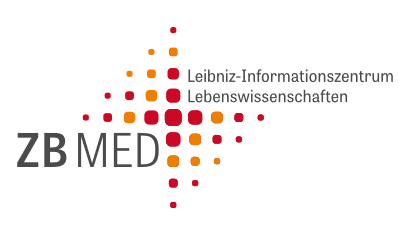 Leibniz-Informationszentrum
Lebenswissenschaften
ZB MED